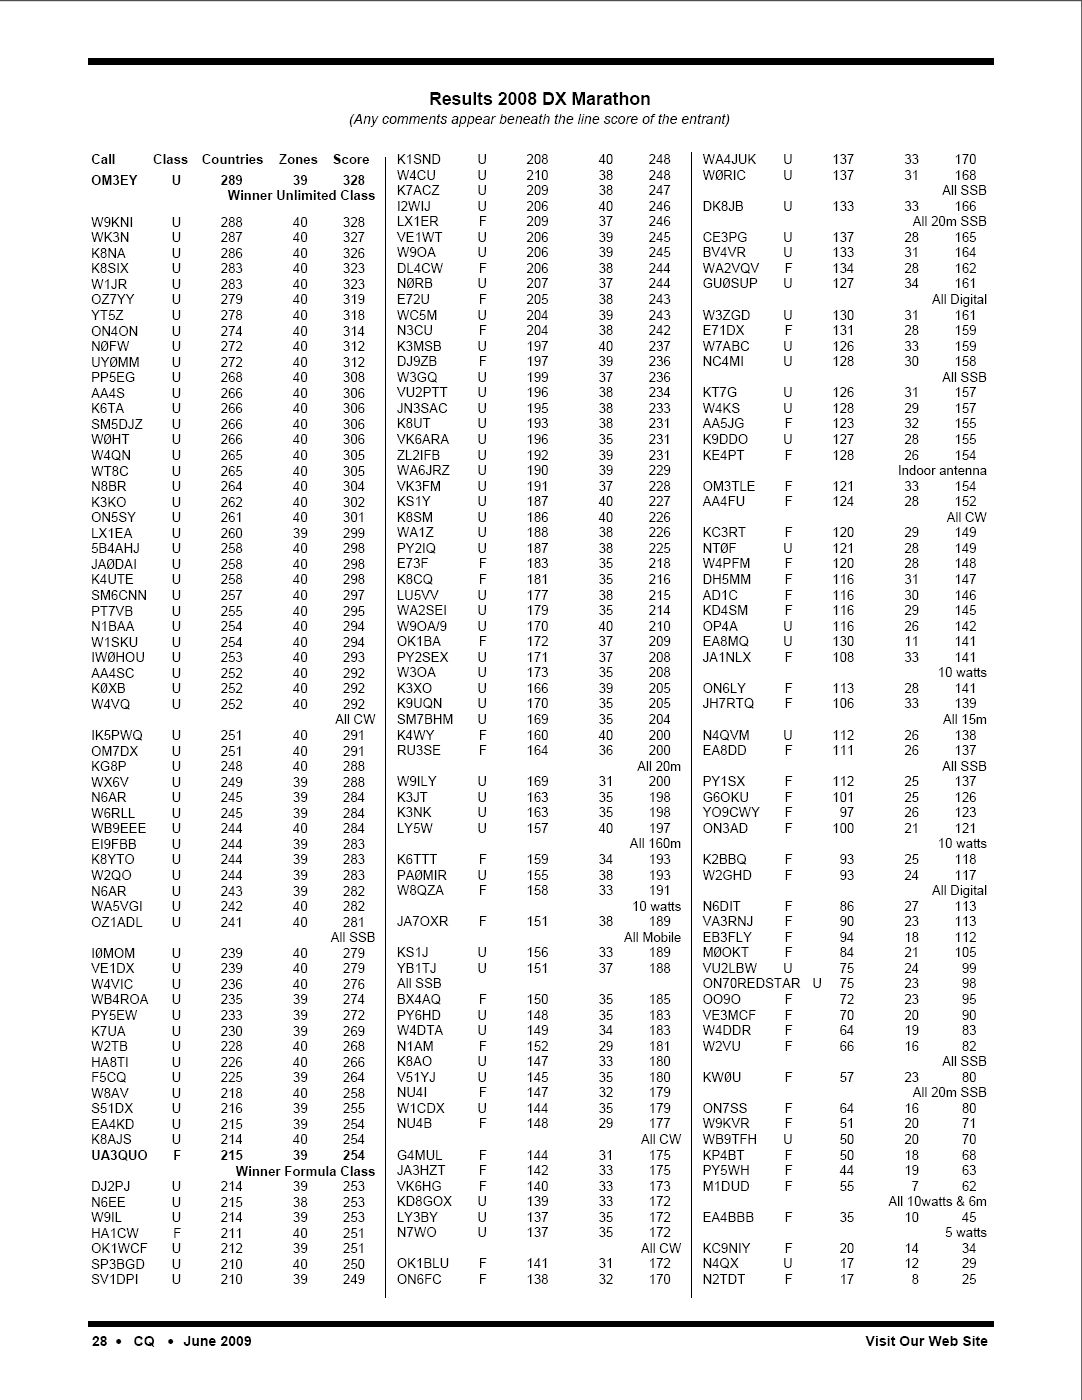 Results 2008 DX Marathon
(Any comments appear beneath the line score of the entrant)
Call Class Countries Zones Score
OM3EY U 289 39 328
Winner Unlimited Class
W9KNI U 288 40 328
WK3N U 287 40 327
K8NA U 286 40 326
K8SIX U 283 40 323
W1JR U 283 40 323
OZ7YY U 279 40 319
YT5Z U 278 40 318
ON4ON U 274 40 314
NØFW U 272 40 312
UYØMM U 272 40 312
PP5EG U 268 40 308
AA4S U 266 40 306
K6TA U 266 40 306
SM5DJZ U 266 40 306
WØHT U 266 40 306
W4QN U 265 40 305
WT8C U 265 40 305
N8BR U 264 40 304
K3KO U 262 40 302
ON5SY U 261 40 301
LX1EA U 260 39 299
5B4AHJ U 258 40 298
JAØDAI U 258 40 298
K4UTE U 258 40 298
SM6CNN U 257 40 297
PT7VB U 255 40 295
N1BAA U 254 40 294
W1SKU U 254 40 294
IWØHOU U 253 40 293
AA4SC U 252 40 292
KØXB U 252 40 292
W4VQ U 252 40 292
All CW
IK5PWQ U 251 40 291
OM7DX U 251 40 291
KG8P U 248 40 288
WX6V U 249 39 288
N6AR U 245 39 284
W6RLL U 245 39 284
WB9EEE U 244 40 284
EI9FBB U 244 39 283
K8YTO U 244 39 283
W2QO U 244 39 283
N6AR U 243 39 282
WA5VGI U 242 40 282
OZ1ADL U 241 40 281
All SSB
IØMOM U 239 40 279
VE1DX U 239 40 279
W4VIC U 236 40 276
WB4ROA U 235 39 274
PY5EW U 233 39 272
K7UA U 230 39 269
W2TB U 228 40 268
HA8TI U 226 40 266
F5CQ U 225 39 264
W8AV U 218 40 258
S51DX U 216 39 255
EA4KD U 215 39 254
K8AJS U 214 40 254
UA3QUO F 215 39 254
Winner Formula Class
DJ2PJ U 214 39 253
N6EE U 215 38 253
W9IL U 214 39 253
HA1CW F 211 40 251
OK1WCF U 212 39 251
SP3BGD U 210 40 250
SV1DPI U 210 39 249
K1SND U 208 40 248
W4CU U 210 38 248
K7ACZ U 209 38 247
I2WIJ U 206 40 246
LX1ER F 209 37 246
VE1WT U 206 39 245
W9OA U 206 39 245
DL4CW F 206 38 244
NØRB U 207 37 244
E72U F 205 38 243
WC5M U 204 39 243
N3CU F 204 38 242
K3MSB U 197 40 237
DJ9ZB F 197 39 236
W3GQ U 199 37 236
VU2PTT U 196 38 234
JN3SAC U 195 38 233
K8UT U 193 38 231
VK6ARA U 196 35 231
ZL2IFB U 192 39 231
WA6JRZ U 190 39 229
VK3FM U 191 37 228
KS1Y U 187 40 227
K8SM U 186 40 226
WA1Z U 188 38 226
PY2IQ U 187 38 225
E73F F 183 35 218
K8CQ F 181 35 216
LU5VV U 177 38 215
WA2SEI U 179 35 214
W9OA/9 U 170 40 210
OK1BA F 172 37 209
PY2SEX U 171 37 208
W3OA U 173 35 208
K3XO U 166 39 205
K9UQN U 170 35 205
SM7BHM U 169 35 204
K4WY F 160 40 200
RU3SE F 164 36 200
All 20m
W9ILY U 169 31 200
K3JT U 163 35 198
K3NK U 163 35 198
LY5W U 157 40 197
All 160m
K6TTT F 159 34 193
PAØMIR U 155 38 193
W8QZA F 158 33 191
10 watts
JA7OXR F 151 38 189
All Mobile
KS1J U 156 33 189
YB1TJ U 151 37 188
All SSB
BX4AQ F 150 35 185
PY6HD U 148 35 183
W4DTA U 149 34 183
N1AM F 152 29 181
K8AO U 147 33 180
V51YJ U 145 35 180
NU4I F 147 32 179
W1CDX U 144 35 179
NU4B F 148 29 177
All CW
G4MUL F 144 31 175
JA3HZT F 142 33 175
VK6HG F 140 33 173
KD8GOX U 139 33 172
LY3BY U 137 35 172
N7WO U 137 35 172
All CW
OK1BLU F 141 31 172
ON6FC F 138 32 170
WA4JUK U 137 33 170
WØRIC U 137 31 168
All SSB
DK8JB U 133 33 166
All 20m SSB
CE3PG U 137 28 165
BV4VR U 133 31 164
WA2VQV F 134 28 162
GUØSUP U 127 34 161
All Digital
W3ZGD U 130 31 161
E71DX F 131 28 159
W7ABC U 126 33 159
NC4MI U 128 30 158
All SSB
KT7G U 126 31 157
W4KS U 128 29 157
AA5JG F 123 32 155
K9DDO U 127 28 155
KE4PT F 128 26 154
Indoor antenna
OM3TLE F 121 33 154
AA4FU F 124 28 152
All CW
KC3RT F 120 29 149
NTØF U 121 28 149
W4PFM F 120 28 148
DH5MM F 116 31 147
AD1C F 116 30 146
KD4SM F 116 29 145
OP4A U 116 26 142
EA8MQ U 130 11 141
JA1NLX F 108 33 141
10 watts
ON6LY F 113 28 141
JH7RTQ F 106 33 139
All 15m
N4QVM U 112 26 138
EA8DD F 111 26 137
All SSB
PY1SX F 112 25 137
G6OKU F 101 25 126
YO9CWY F 97 26 123
ON3AD F 100 21 121
10 watts
K2BBQ F 93 25 118
W2GHD F 93 24 117
All Digital
N6DIT F 86 27 113
VA3RNJ F 90 23 113
EB3FLY F 94 18 112
MØOKT F 84 21 105
VU2LBW U 75 24 99
ON70REDSTAR U 75 23 98
OO9O F 72 23 95
VE3MCF F 70 20 90
W4DDR F 64 19 83
W2VU F 66 16 82
All SSB
KWØU F 57 23 80
All 20m SSB
ON7SS F 64 16 80
W9KVR F 51 20 71
WB9TFH U 50 20 70
KP4BT F 50 18 68
PY5WH F 44 19 63
M1DUD F 55 7 62
All 10watts & 6m
EA4BBB F 35 10 45
5 watts
KC9NIY F 20 14 34
N4QX U 17 12 29
N2TDT F 17 8 25
28 • CQ • June 2009
Visit Our Web Site